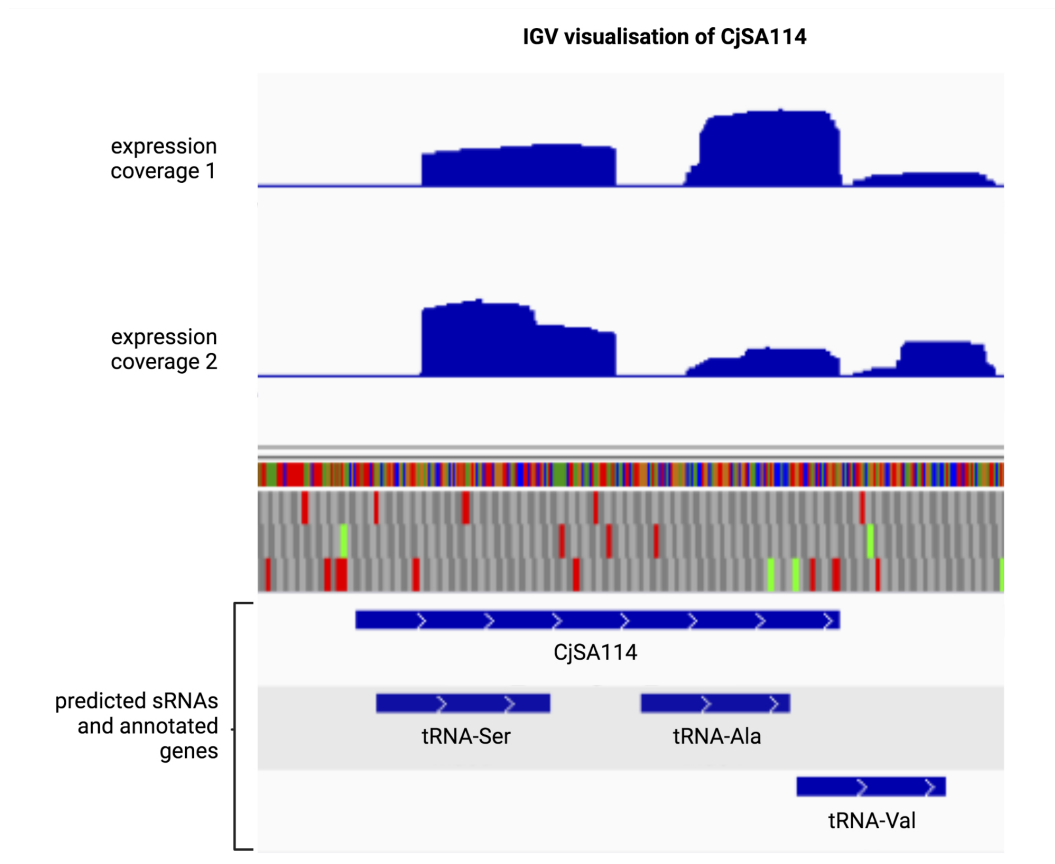 IGV visualisation of CjSA114
expression
coverage 1
expression
coverage 2
CjSA114
predicted sRNAs
and annotated
genes
tRNA-Ser
tRNA-Ala
tRNA-Val